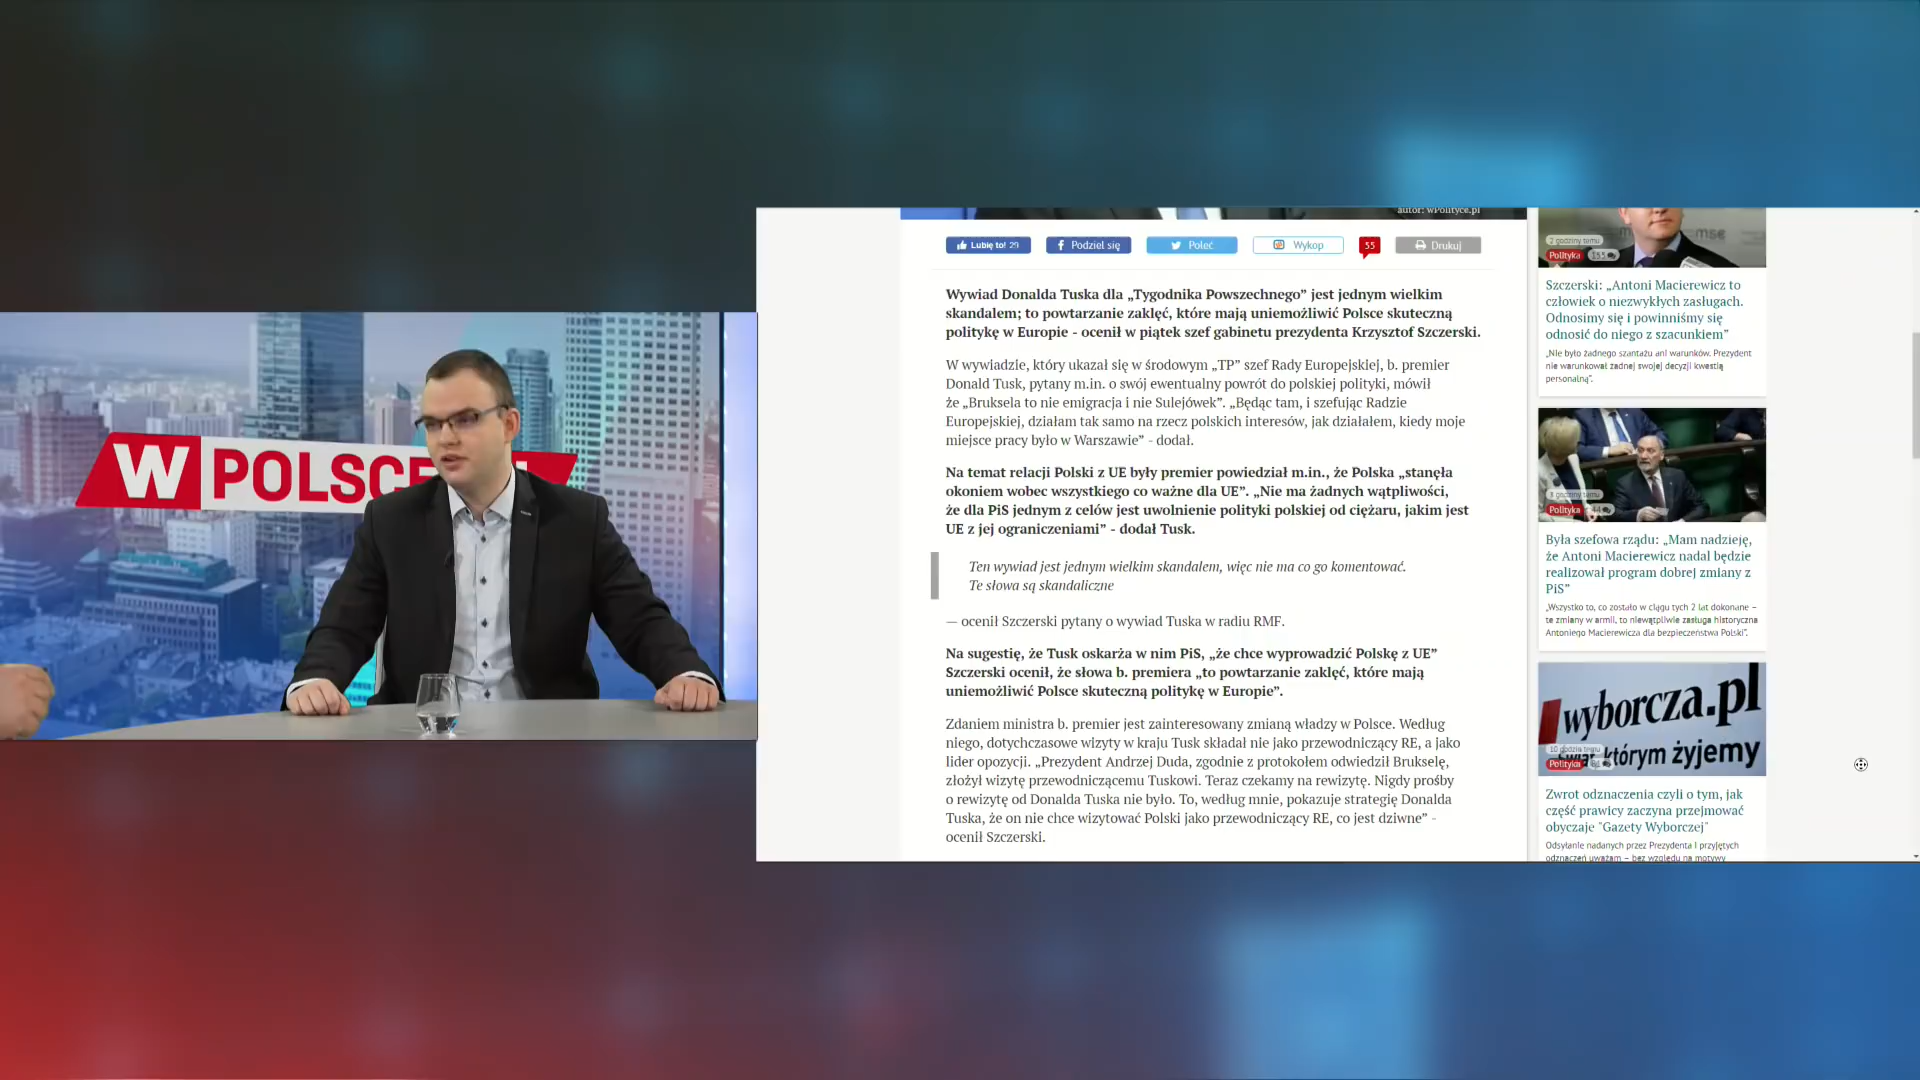 W POLSCE
autor: wPolityce.pl
Lubię to! 29
Podziel się
Poleć
Wykop
55
Drukuj
Wywiad Donalda Tuska dla „Tygodnika Powszechnego” jest jednym wielkim
skandalem; to powtarzanie zaklęć, które mają uniemożliwić Polsce skuteczną
politykę w Europie - ocenił w piątek szef gabinetu prezydenta Krzysztof Szczerski.
W wywiadzie, który ukazał się w środowym „TP” szef Rady Europejskiej, b. premier
Donald Tusk, pytany m.in. o swój ewentualny powrót do polskiej polityki, mówił
że „Bruksela to nie emigracja i nie Sulejówek”. „Będąc tam, i szefując Radzie
Europejskiej, działam tak samo na rzecz polskich interesów, jak działałem, kiedy moje
miejsce pracy było w Warszawie” - dodał.
Na temat relacji Polski z UE były premier powiedział m.in., że Polska „stanęła
okoniem wobec wszystkiego co ważne dla UE”. „Nie ma żadnych wątpliwości,
że dla PiS jednym z celów jest uwolnienie polityki polskiej od ciężaru, jakim jest
UE z jej ograniczeniami” - dodał Tusk.
Ten wywiad jest jednym wielkim skandalem, więc nie ma co go komentować.
Te słowa są skandaliczne
— ocenił Szczerski pytany o wywiad Tuska w radiu RMF.
Na sugestię, że Tusk oskarża w nim PiS, „że chce wyprowadzić Polskę z UE”
Szczerski ocenił, że słowa b. premiera „to powtarzanie zaklęć, które mają
uniemożliwić Polsce skuteczną politykę w Europie”.
Zdaniem ministra b. premier jest zainteresowany zmianą władzy w Polsce. Według
niego, dotychczasowe wizyty w kraju Tusk składał nie jako przewodniczący RE, a jako
lider opozycji. „Prezydent Andrzej Duda, zgodnie z protokołem odwiedził Brukselę,
złożył wizytę przewodniczącemu Tuskowi. Teraz czekamy na rewizytę. Nigdy prośby
o rewizytę od Donalda Tuska nie było. To, według mnie, pokazuje strategię Donalda
Tuska, że on nie chce wizytować Polski jako przewodniczący RE, co jest dziwne” -
ocenił Szczerski.
mse
2 godziny temu
Polityka 155
Szczerski: „Antoni Macierewicz to
człowiek o niezwykłych zasługach.
Odnosimy się i powinniśmy się
odnosić do niego z szacunkiem”
„Nie było żadnego szantażu ani warunków. Prezydent
nie warunkował żadnej swojej decyzji kwestią
personalną”.
godziny temu
Polityka
Była szefowa rządu: „Mam nadzieję,
że Antoni Macierewicz nadal będzie
realizował program dobrej zmiany z
PiS”
„Wszystko to, co zostało w ciągu tych 2 lat dokonane –
te zmiany w armii, to niewątpliwie zasługa historyczna
Antoniego Macierewicza dla bezpieczeństwa Polski”.
wyborcza.pl
którym żyjemy
10 godzin temu
Polityka
Zwrot odznaczenia czyli o tym, jak
część prawicy zaczyna przejmować
obyczaje "Gazety Wyborczej"
Odsyłanie nadanych przez Prezydenta i przyjętych
odznaczeń uważam – bez względu na motywy